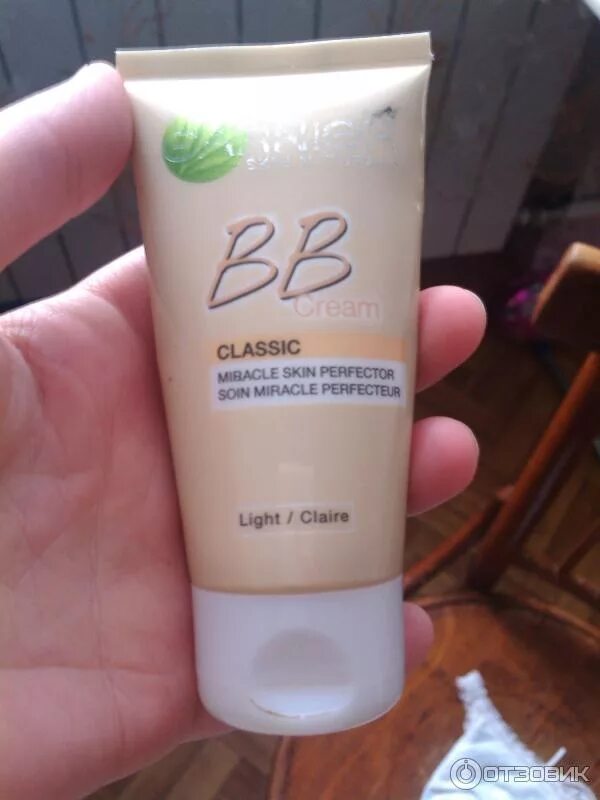 BB
Cream
CLASSIC
MIRACLE SKIN PERFECTOR
SOIN MIRACLE PERFECTEUR
Light / Claire
ОТЗОВИК